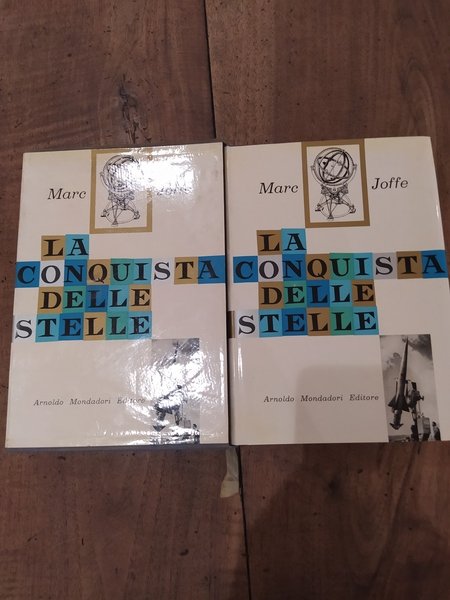 Marc
LA
CONQUISTA
DELLE
STELLE
Arnoldo Mondadori Editore
Marc Joffe
LA
CONQUISTA
DELLE
STELLE
Arnoldo Mondadori Editore